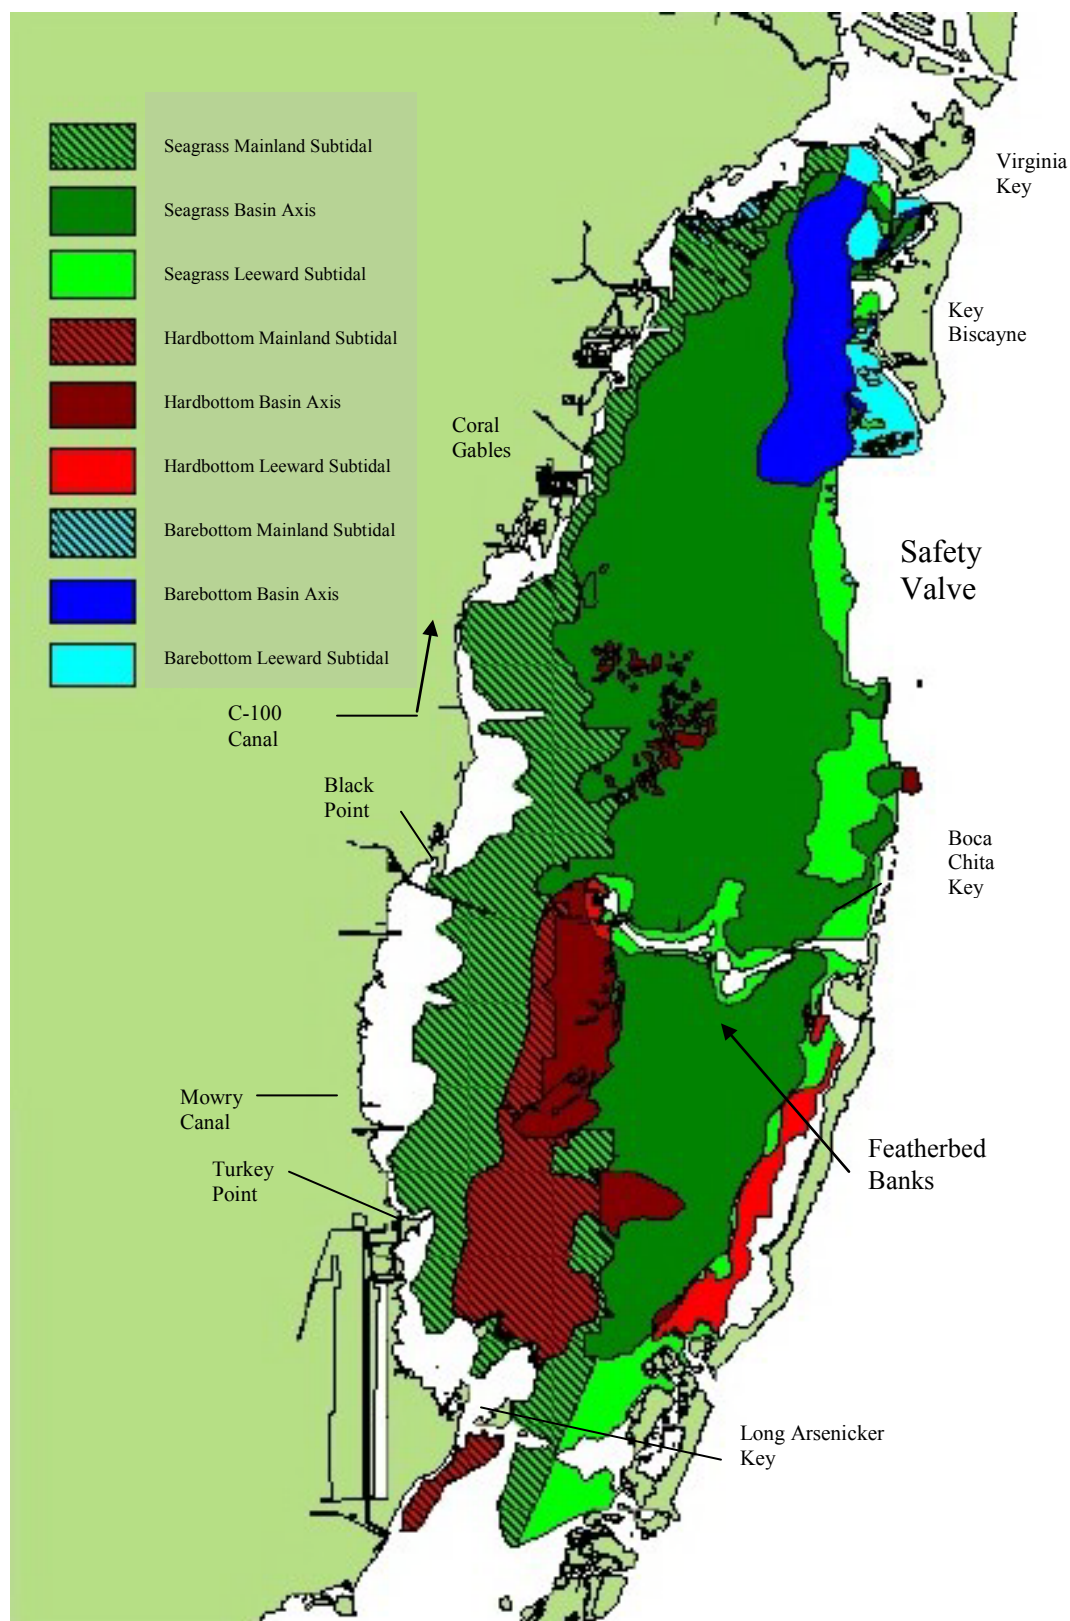 Seagrass Mainland Subtidal
Seagrass Basin Axis
Seagrass Leeward Subtidal
Hardbottom Mainland Subtidal
Hardbottom Basin Axis
Hardbottom Leeward Subtidal
Barebottom Mainland Subtidal
Barebottom Basin Axis
Barebottom Leeward Subtidal
Virginia
Key
Key
Biscayne
Coral
Gables
Safety
Valve
C-100
Canal
Black
Point
Boca
Chita
Key
Mowry
Canal
Turkey
Point
Featherbed
Banks
Long Arsenicker
Key